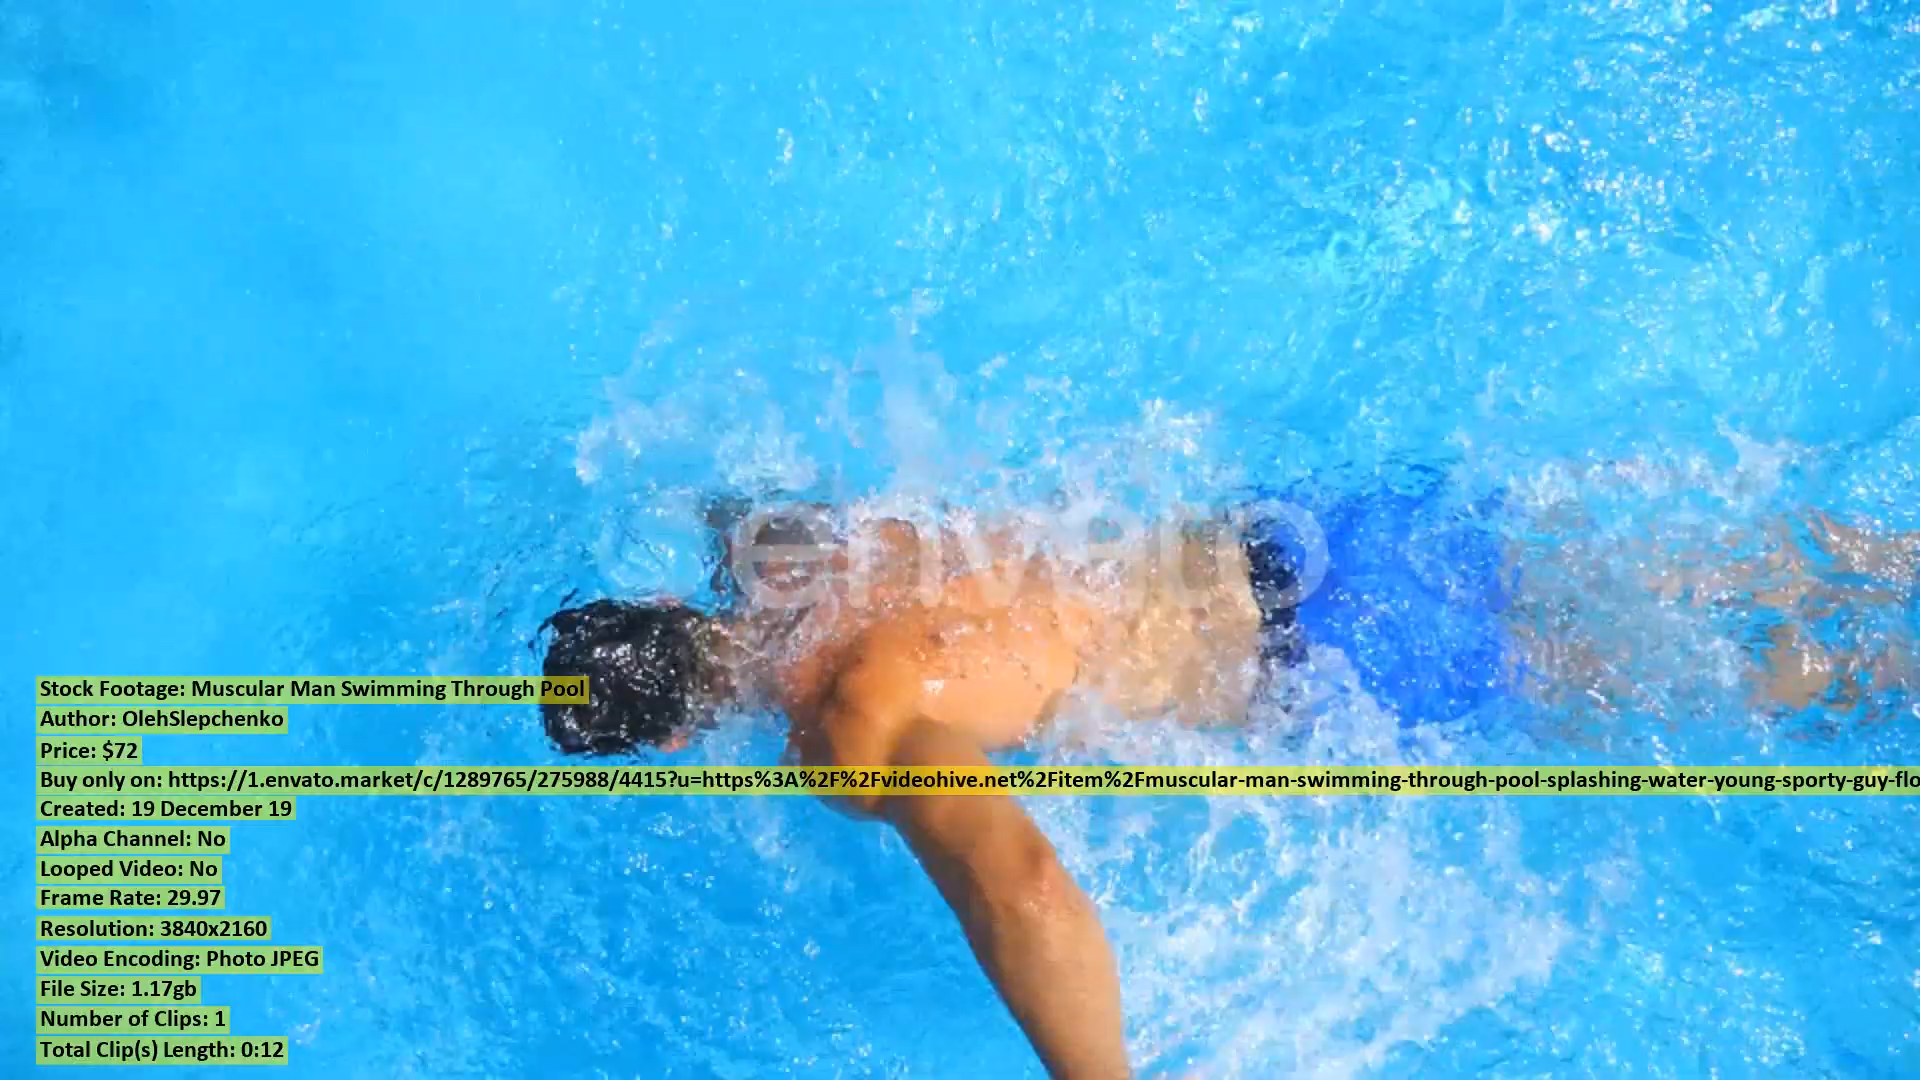 envato
Stock Footage: Muscular Man Swimming Through Pool
Author: OlehSlepchenko
Price: $72
Buy only on: https://1.envato.market/c/1289765/275988/4415?u=https%3A%2F%2Fvideohive.net%2Fitem%2Fmuscular-man-swimming-through-pool-splashing-water-young-sporty-guy-flo
Created: 19 December 19
Alpha Channel: No
Looped Video: No
Frame Rate: 29.97
Resolution: 3840x2160
Video Encoding: Photo JPEG
File Size: 1.17gb
Number of Clips: 1
Total Clip(s) Length: 0:12